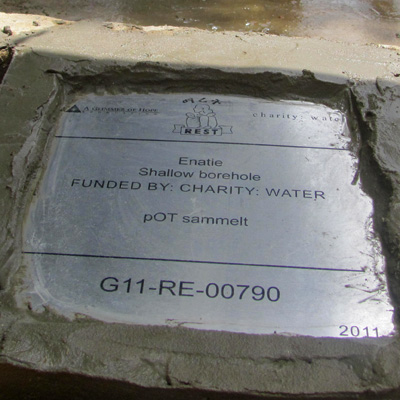 A GLIMMER OF HOPE
REST
charity: water
Enatie
Shallow borehole
FUNDED BY: CHARITY: WATER
pOT sammelt
G11-RE-00790
2011